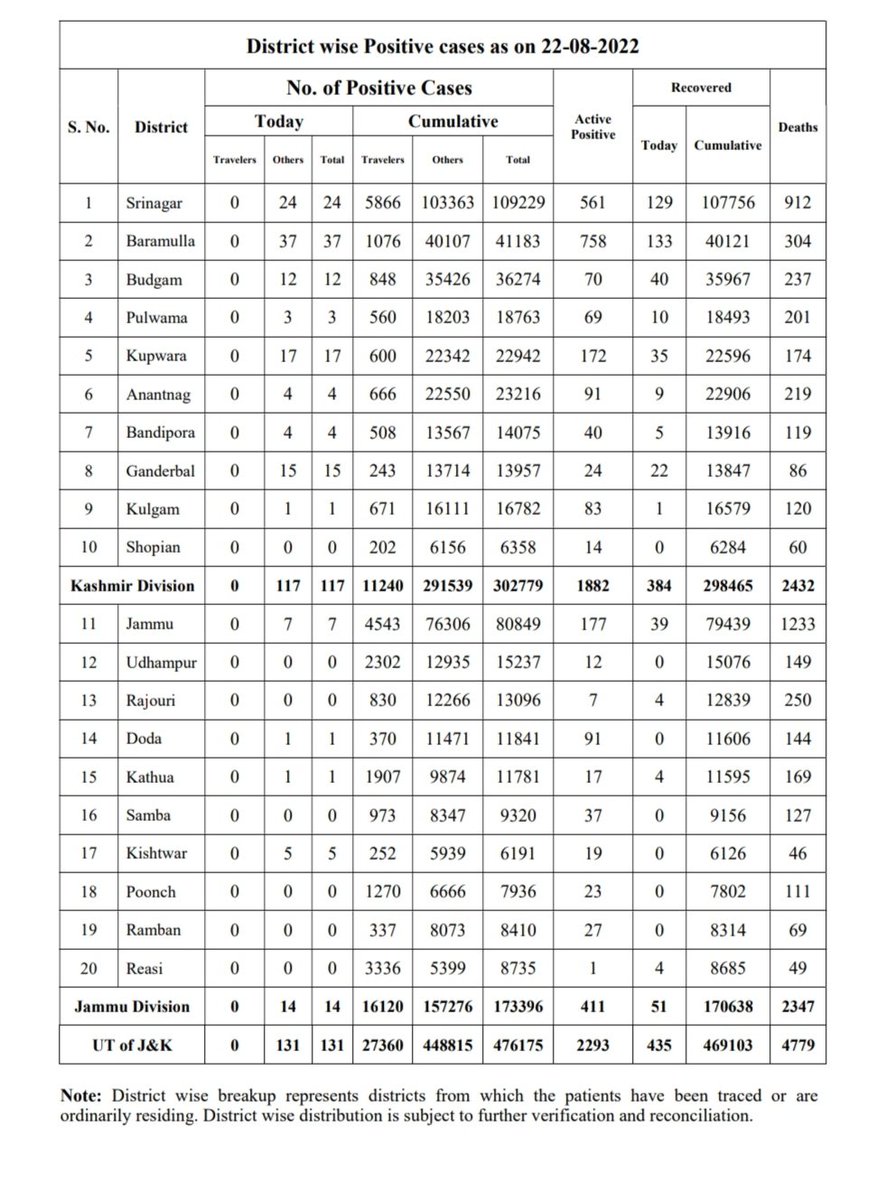 District wise Positive cases as on 22-08-2022
S. No. District No. of Positive Cases Active Positive Recovered Deaths
Today Cumulative Today Cumulative
Travelers Others Total Travelers Others Total
1 Srinagar 0 24 24 5866 103363 109229 561 129 107756 912
2 Baramulla 0 37 37 1076 40107 41183 758 133 40121 304
3 Budgam 0 12 12 848 35426 36274 70 40 35967 237
4 Pulwama 0 3 3 560 18203 18763 69 10 18493 201
5 Kupwara 0 17 17 600 22342 22942 172 35 22596 174
6 Anantnag 0 4 4 666 22550 23216 91 9 22906 219
7 Bandipora 0 4 4 508 13567 14075 40 5 13916 119
8 Ganderbal 0 15 15 243 13714 13957 24 22 13847 86
9 Kulgam 0 1 1 671 16111 16782 83 1 16579 120
10 Shopian 0 0 0 202 6156 6358 14 0 6284 60
Kashmir Division 0 117 117 11240 291539 302779 1882 384 298465 2432
11 Jammu 0 7 7 4543 76306 80849 177 39 79439 1233
12 Udhampur 0 0 0 2302 12935 15237 12 0 15076 149
13 Rajouri 0 0 0 830 12266 13096 7 4 12839 250
14 Doda 0 1 1 370 11471 11841 91 0 11606 144
15 Kathua 0 1 1 1907 9874 11781 17 4 11595 169
16 Samba 0 0 0 973 8347 9320 37 0 9156 127
17 Kishtwar 0 5 5 252 5939 6191 19 0 6126 46
18 Poonch 0 0 0 1270 6666 7936 23 0 7802 111
19 Ramban 0 0 0 337 8073 8410 27 0 8314 69
20 Reasi 0 0 0 3336 5399 8735 1 4 8685 49
Jammu Division 0 14 14 16120 157276 173396 411 51 170638 2347
UT of J&K 0 131 131 27360 448815 476175 2293 435 469103 4779
Note: District wise breakup represents districts from which the patients have been traced or are
ordinarily residing. District wise distribution is subject to further verification and reconciliation.